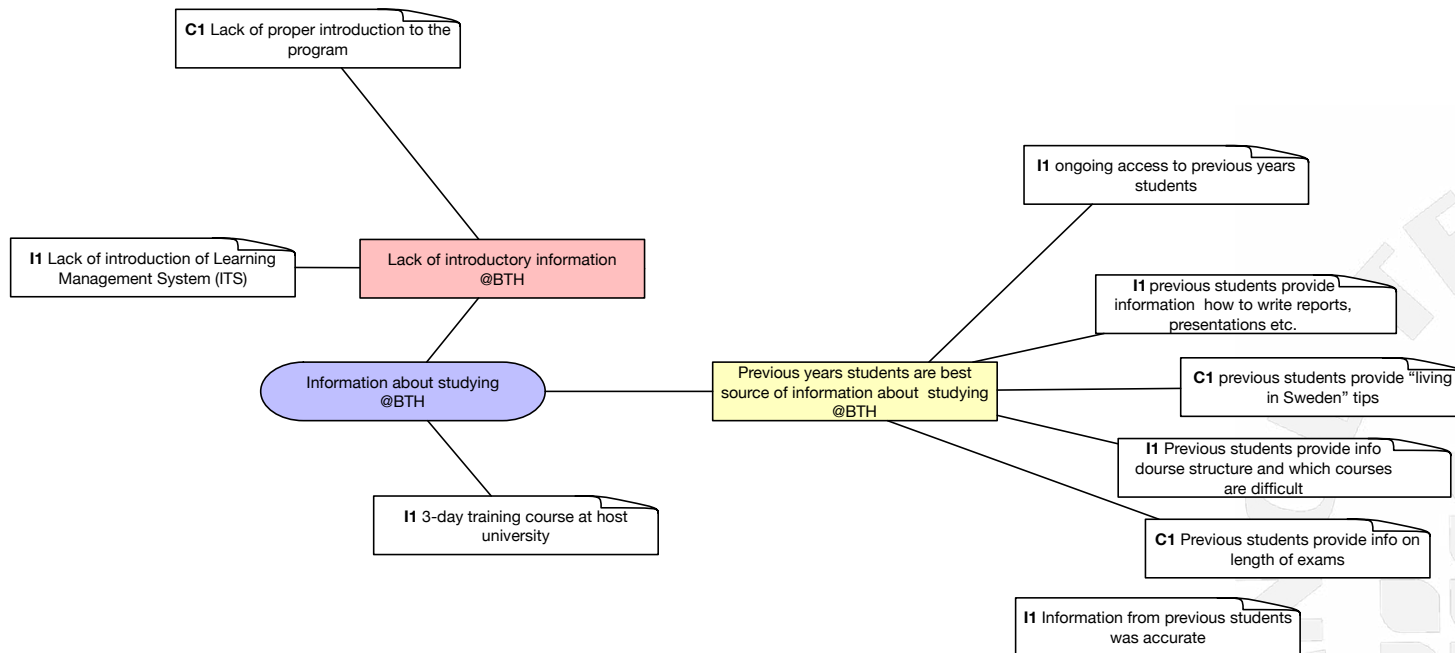 C1 Lack of proper introduction to the
program
I1 ongoing access to previous years
students
I1 Lack of introduction of Learning
Management System (ITS)
Lack of introductory information
@BTH
I1 previous students provide
information how to write reports,
presentations etc.
Information about studying
@BTH
Previous years students are best
source of information about studying
@BTH
C1 previous students provide “living
in Sweden” tips
I1 Previous students provide info
dourse structure and which courses
are difficult
I1 3-day training course at host
university
C1 Previous students provide info on
length of exams
I1 Information from previous students
was accurate